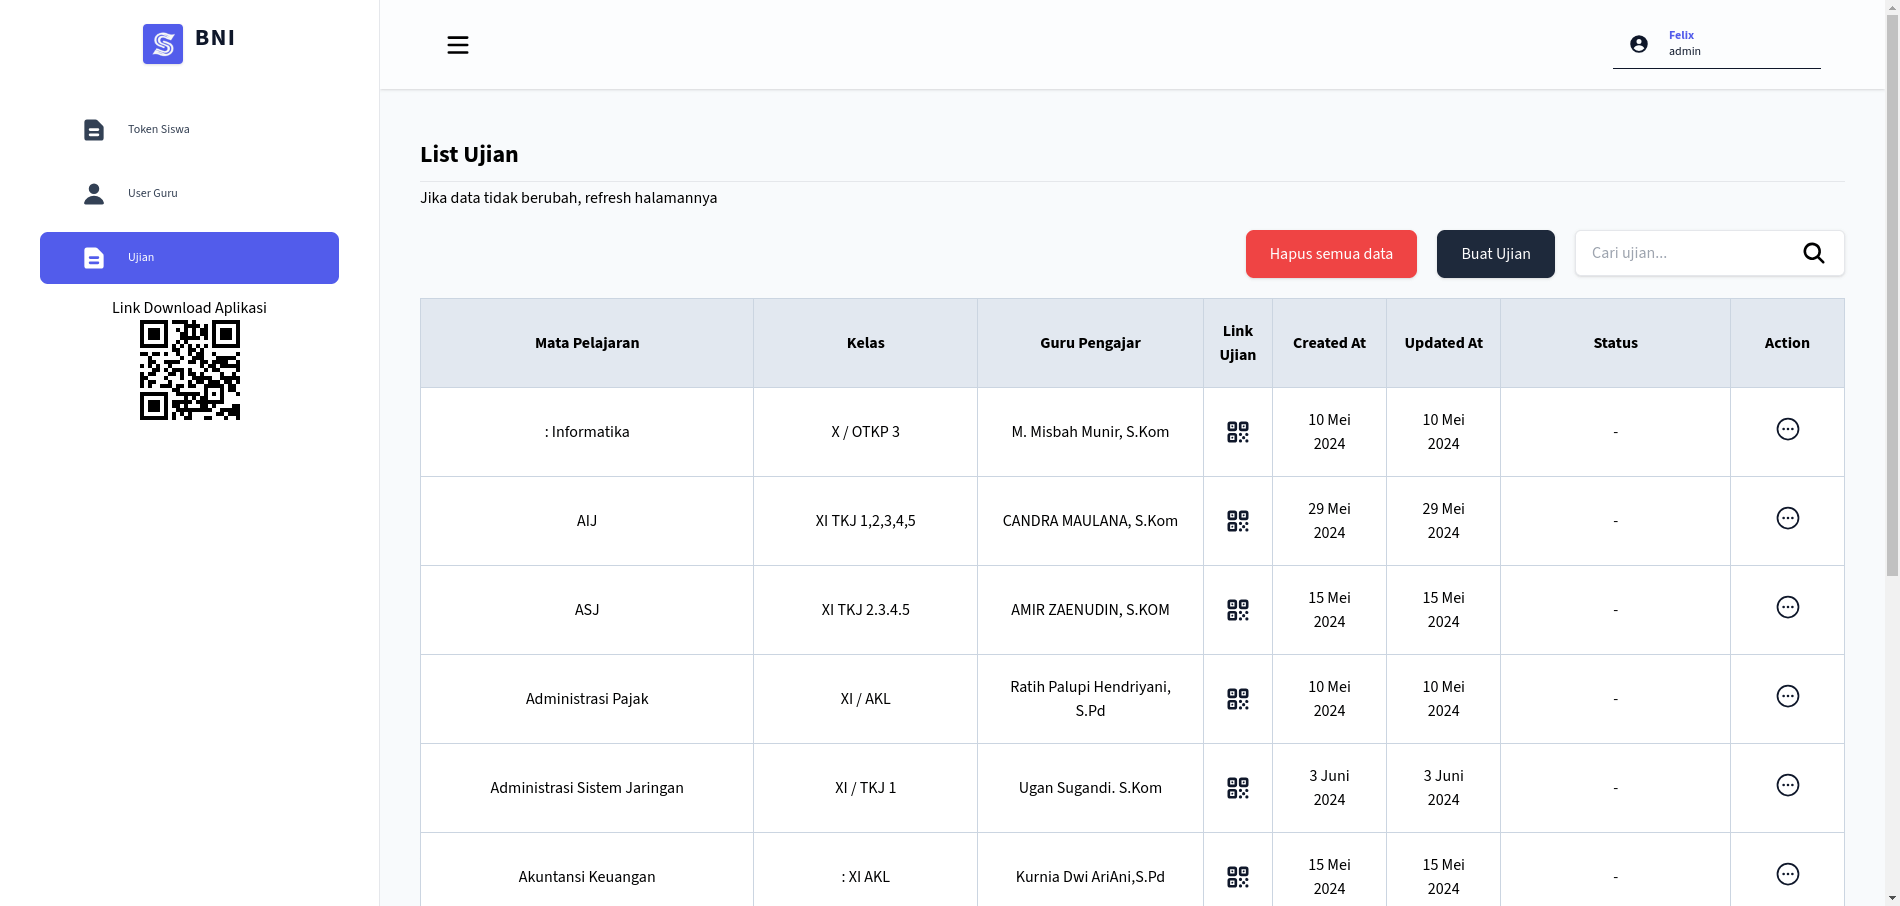 BNI
Token Siswa
User Guru
Ujian
Link Download Aplikasi
Felix
admin
List Ujian
Jika data tidak berubah, refresh halamannya
Hapus semua data
Buat Ujian
Cari ujian...
Mata Pelajaran
Kelas
Guru Pengajar
Link
Ujian
Created At
Updated At
Status
Action
: Informatika
X / OTKP 3
M. Misbah Munir, S.Kom
10 Mei
2024
10 Mei
2024
-
AIJ
XI TKJ 1,2,3,4,5
CANDRA MAULANA, S.Kom
29 Mei
2024
29 Mei
2024
-
ASJ
XI TKJ 2.3.4.5
AMIR ZAENUDIN, S.KOM
15 Mei
2024
15 Mei
2024
-
Administrasi Pajak
XI / AKL
Ratih Palupi Hendriyani,
S.Pd
10 Mei
2024
10 Mei
2024
-
Administrasi Sistem Jaringan
XI / TKJ 1
Ugan Sugandi. S.Kom
3 Juni
2024
3 Juni
2024
-
Akuntansi Keuangan
: XI AKL
Kurnia Dwi AriAni,S.Pd
15 Mei
2024
15 Mei
2024
-